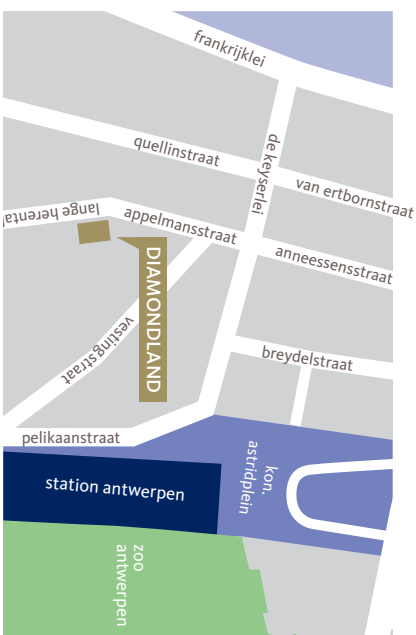 frankrijklei
quellinstraat
de keyserlei
van ertbornstraat
lange herental
appelmansstraat
anneessensstraat
DIAMONDLAND
vestingstraat
breydelstraat
pelikaanstraat
kon.
astridplein
station antwerpen
zoo
antwerpen